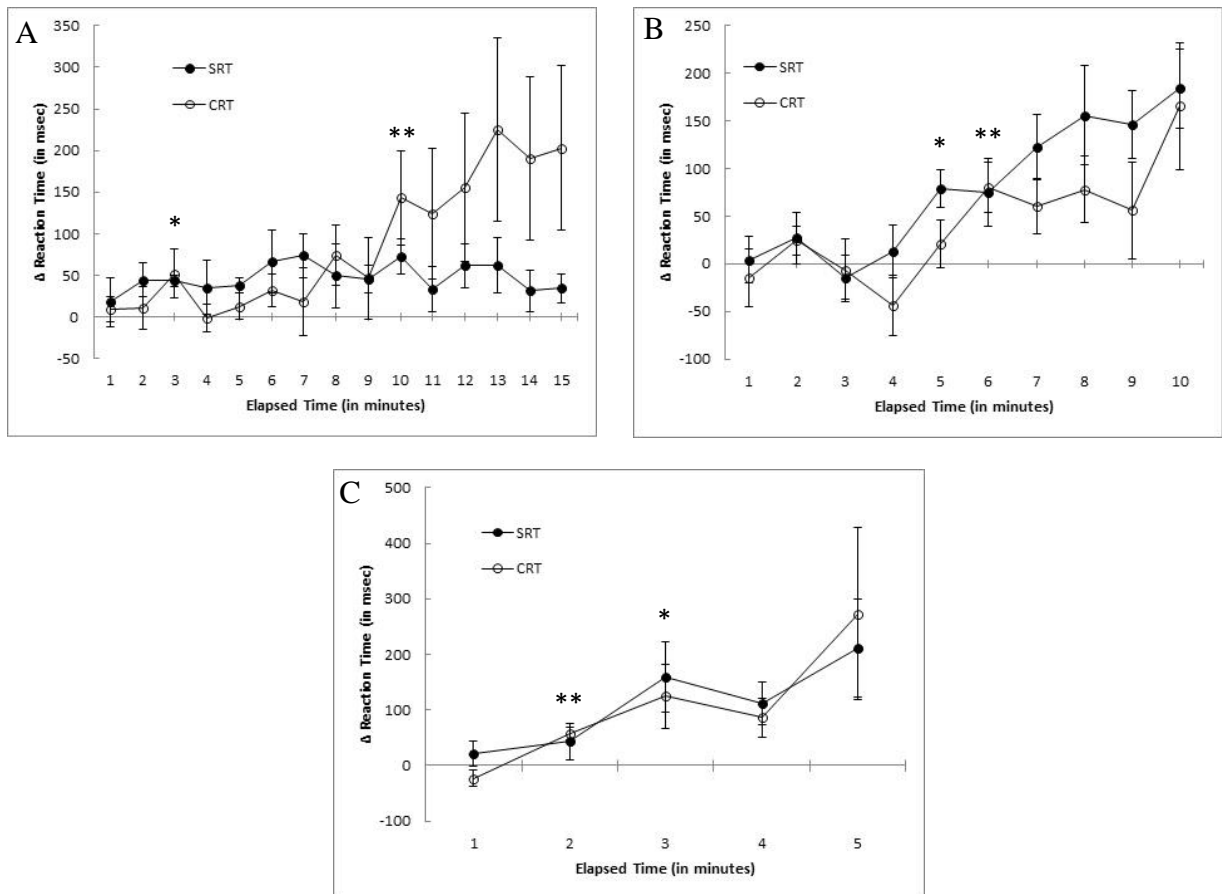 A
350
300
250
200
150
100
50
0
-50
Δ Reaction Time (in msec)
SRT
CRT
*
**
1 2 3 4 5 6 7 8 9 10 11 12 13 14 15
Elapsed Time (in minutes)
B
250
200
150
100
50
0
-50
-100
Δ Reaction Time (in msec)
SRT
CRT
*
**
1 2 3 4 5 6 7 8 9 10
Elapsed Time (in minutes)
C
500
400
300
200
100
0
-100
Δ Reaction Time (in msec)
SRT
CRT
**
*
1 2 3 4 5
Elapsed Time (in minutes)